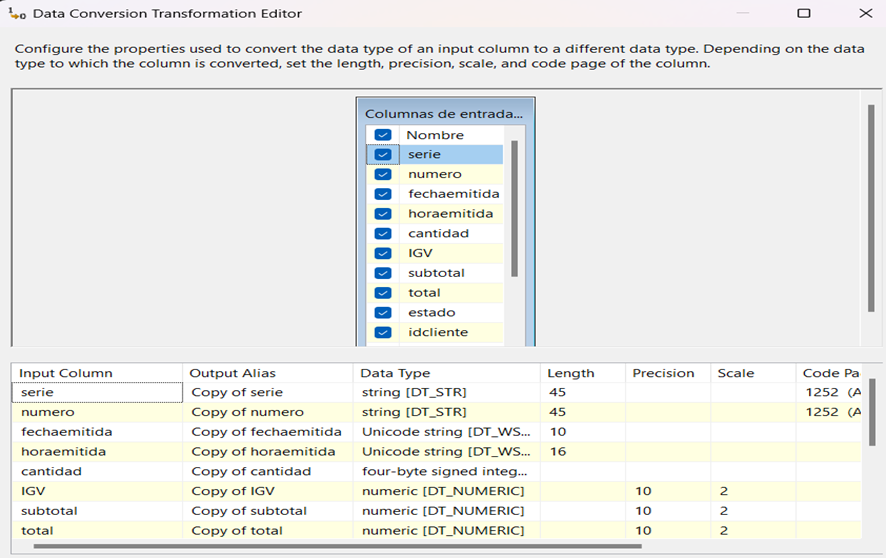 Data Conversion Transformation Editor
Configure the properties used to convert the data type of an input column to a different data type. Depending on the data
type to which the column is converted, set the length, precision, scale, and code page of the column.
Columnas de entrada...
Nombre
serie
numero
fechaemitida
horaemitida
cantidad
IGV
subtotal
total
estado
idcliente
Input Column Output Alias Data Type Length Precision Scale Code Pa
serie Copy of serie string [DT_STR] 45 1252 (A
numero Copy of numero string [DT_STR] 45 1252 (A
fechaemitida Copy of fechaemitida Unicode string [DT_WS... 10
horaemitida Copy of horaemitida Unicode string [DT_WS... 16
cantidad Copy of cantidad four-byte signed integ...
IGV Copy of IGV numeric [DT_NUMERIC] 10 2
subtotal Copy of subtotal numeric [DT_NUMERIC] 10 2
total Copy of total numeric [DT_NUMERIC] 10 2